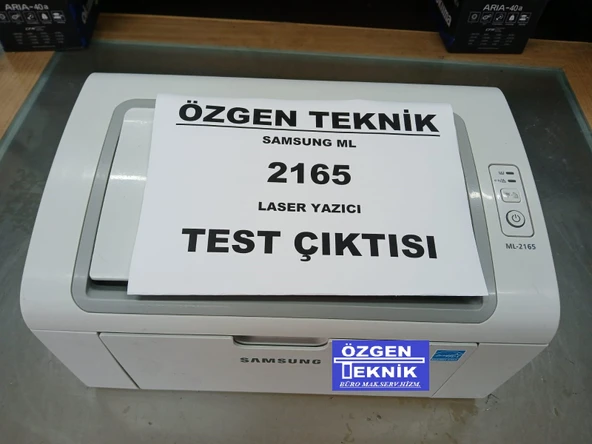 ARIA-40a
ARIA-40a
ÖZGEN TEKNİK
SAMSUNG ML
2165
LASER YAZICI
TEST ÇIKTISI
ML-2165
SAMSUNG
ÖZGEN
TEKNİK
BÜRO MAK.SERV.HİZM.